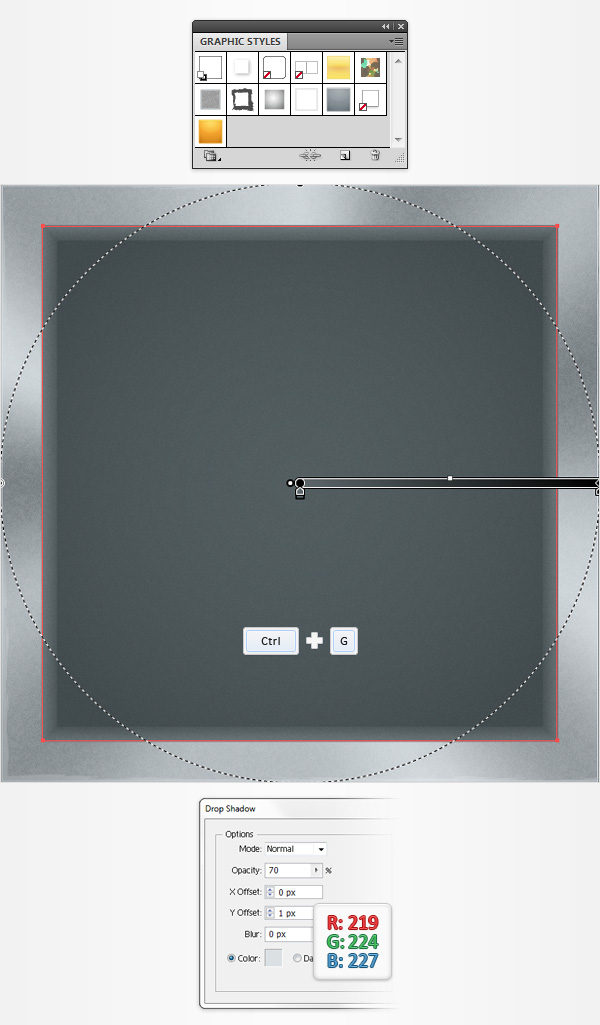 GRAPHIC STYLES
Ctrl + G
Drop Shadow
Options
Mode: Normal
Opacity: 70 %
X Offset: 0 px
Y Offset: 1 px
Blur: 0 px
Color: Da
R: 219
G: 224
B: 227